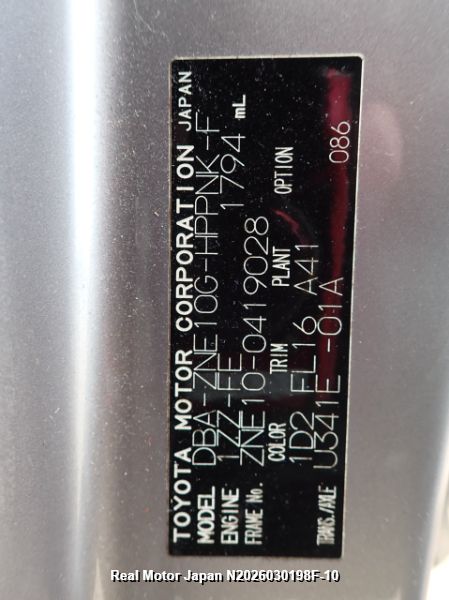 TOYOTA MOTOR CORPORATION JAPAN
MODEL DBA-ZNE10G-HPPNK-F
ENGINE 1ZZ-FE 1794 mL
FRAME No. ZNE10-0419028
COLOR TRIM PLANT OPTION
1D2 FL16 A41 086
TRANS./AXLE U341E -01A
Real Motor Japan N2026030198F-10